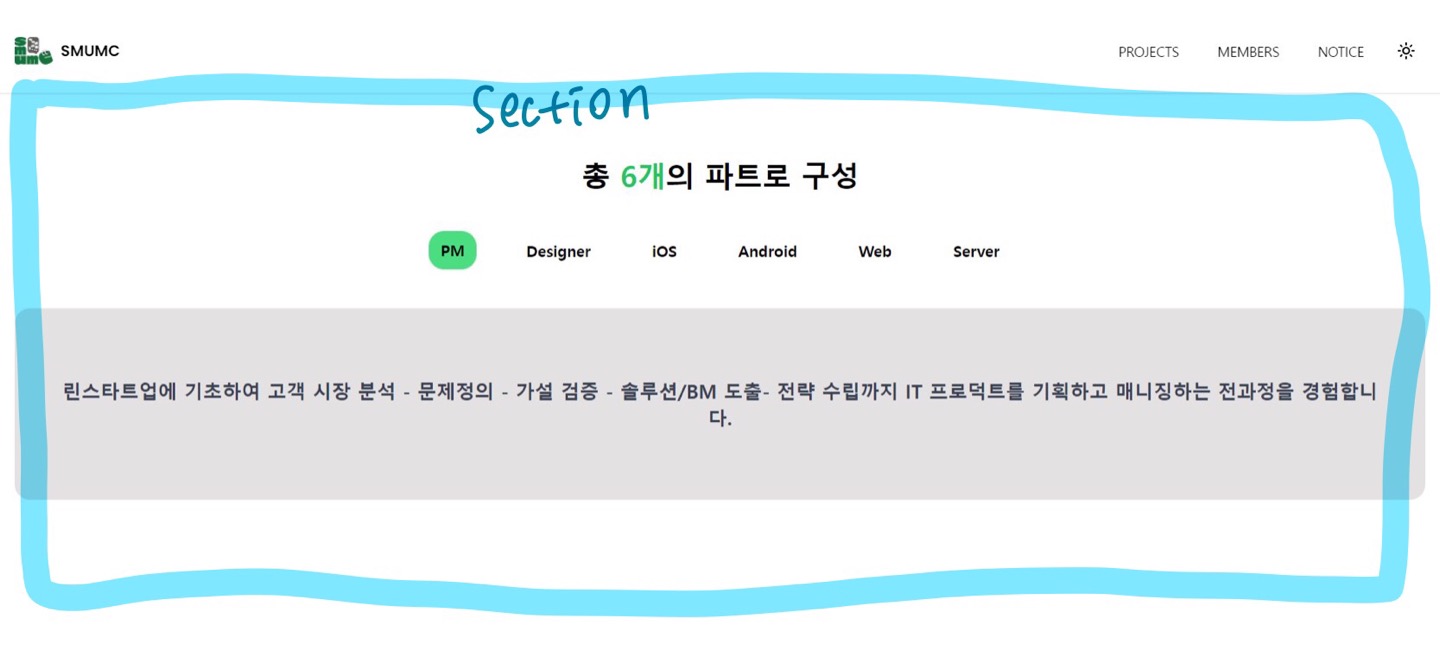 SMUMC
PROJECTS MEMBERS NOTICE
Section
총 6개의 파트로 구성
PM Designer iOS Android Web Server
린스타트업에 기초하여 고객 시장 분석 - 문제정의 - 가설 검증 - 솔루션/BM 도출- 전략 수립까지 IT 프로덕트를 기획하고 매니징하는 전과정을 경험합니
다.